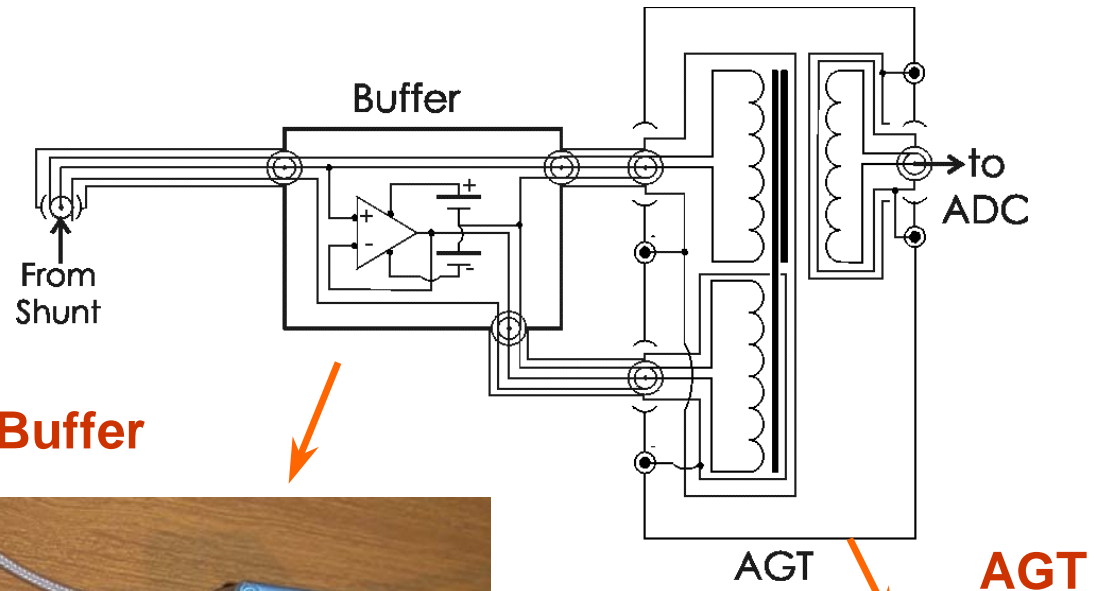 Buffer
to
ADC
+
+
-
-
From
Shunt
Buffer
AGT
AGT